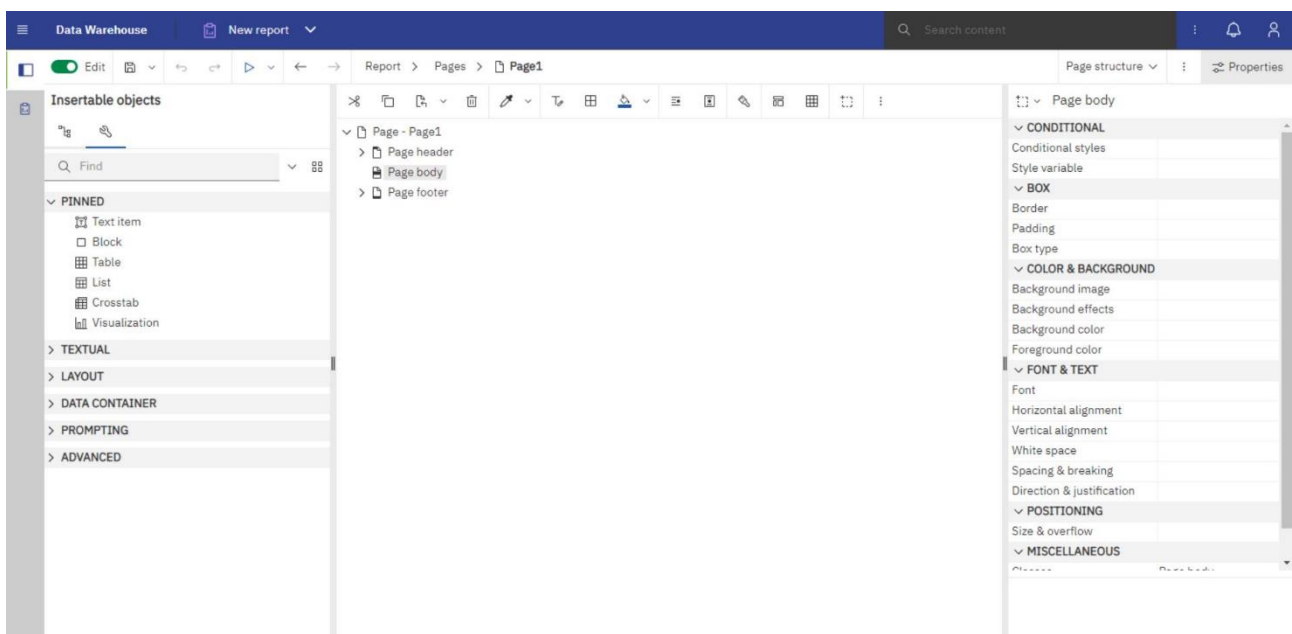 Data Warehouse
New report
Search content
Edit
Report > Pages > Page1
Page structure
Properties
Insertable objects
Find
PINNED
Text item
Block
Table
List
Crosstab
Visualization
TEXTUAL
LAYOUT
DATA CONTAINER
PROMPTING
ADVANCED
Page - Page1
Page header
Page body
Page footer
Page body
CONDITIONAL
Conditional styles
Style variable
BOX
Border
Padding
Box type
COLOR & BACKGROUND
Background image
Background effects
Background color
Foreground color
FONT & TEXT
Font
Horizontal alignment
Vertical alignment
White space
Spacing & breaking
Direction & justification
POSITIONING
Size & overflow
MISCELLANEOUS